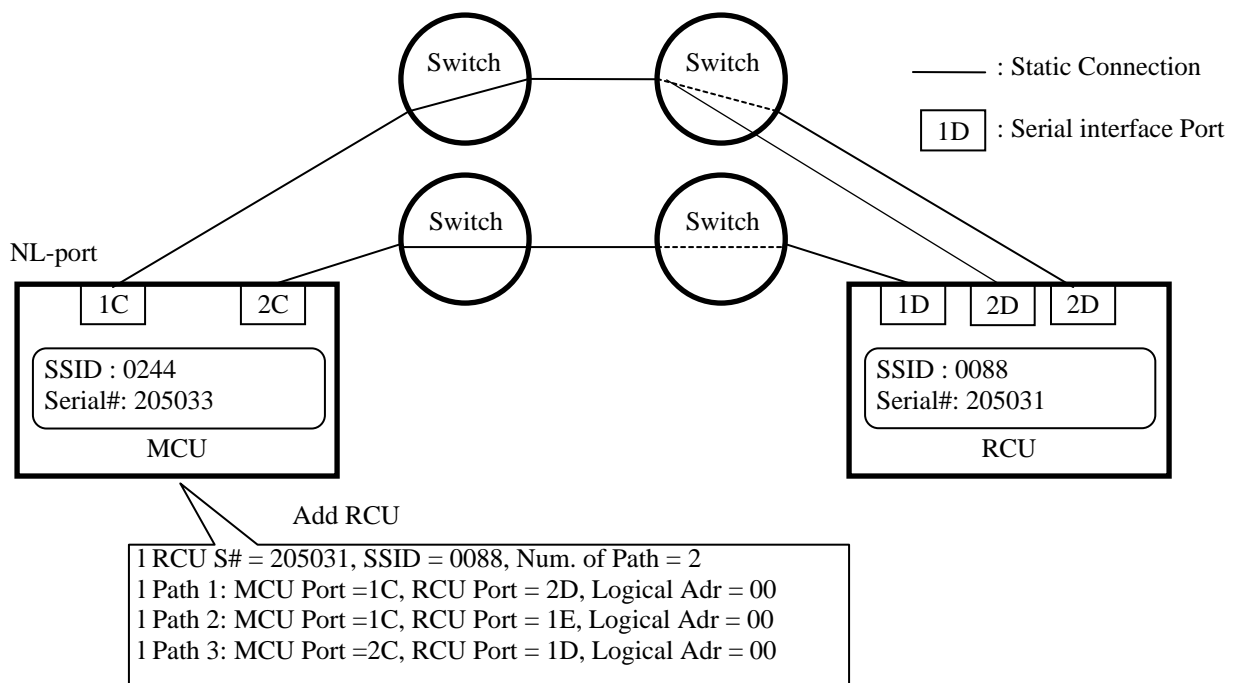 Switch
Switch
: Static Connection
1D : Serial interface Port
Switch
Switch
NL-port
1C
2C
1D
2D
2D
SSID : 0244
Serial#: 205033
MCU
SSID : 0088
Serial#: 205031
RCU
Add RCU
l RCU S# = 205031, SSID = 0088, Num. of Path = 2
l Path 1: MCU Port =1C, RCU Port = 2D, Logical Adr = 00
l Path 2: MCU Port =1C, RCU Port = 1E, Logical Adr = 00
l Path 3: MCU Port =2C, RCU Port = 1D, Logical Adr = 00